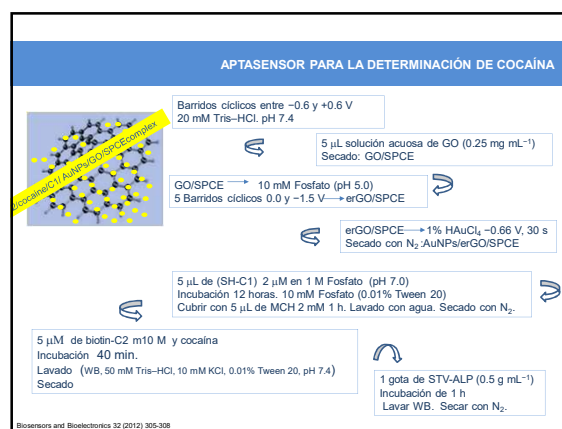 APTASENSOR PARA LA DETERMINACIÓN DE COCAÍNA
Barridos cíclicos entre −0.6 y +0.6 V
20 mM Tris–HCl. pH 7.4
2/cocaine/C1/ AuNPs/GO/SPCEcomplex
5 µL solución acuosa de GO (0.25 mg mL⁻¹)
Secado: GO/SPCE
GO/SPCE → 10 mM Fosfato (pH 5.0)
5 Barridos cíclicos 0.0 y −1.5 V → erGO/SPCE
erGO/SPCE → 1% HAuCl₄ −0.66 V, 30 s
Secado con N₂ :AuNPs/erGO/SPCE
5 µL de (SH-C1) 2 µM en 1 M Fosfato (pH 7.0)
Incubación 12 horas. 10 mM Fosfato (0.01% Tween 20)
Cubrir con 5 µL de MCH 2 mM 1 h. Lavado con agua. Secado con N₂.
5 µM de biotin-C2 m10 M y cocaína
Incubación 40 min.
Lavado (WB, 50 mM Tris–HCl, 10 mM KCl, 0.01% Tween 20, pH 7.4)
Secado
1 gota de STV-ALP (0.5 g mL⁻¹)
Incubación de 1 h
Lavar WB. Secar con N₂.
Biosensors and Bioelectronics 32 (2012) 305-308